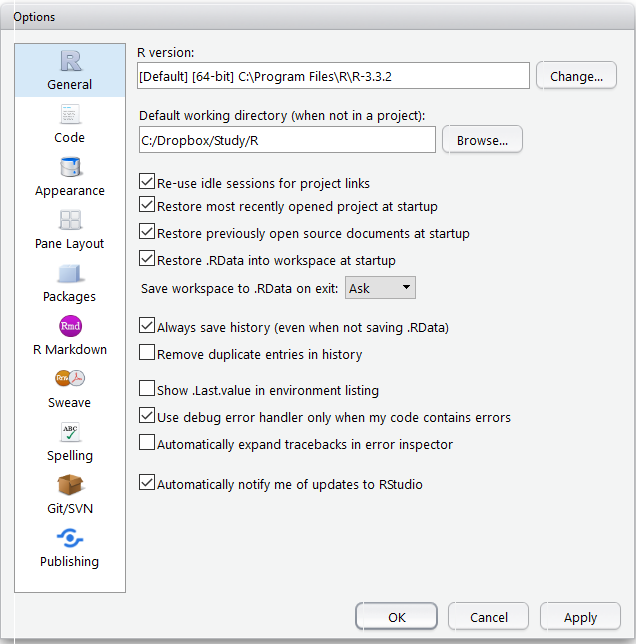 Options
R
General
Code
Appearance
Pane Layout
Packages
Rmd
R Markdown
Rnw
Sweave
ABC
Spelling
Git/SVN
Publishing
R version:
[Default] [64-bit] C:\Program Files\R\R-3.3.2
Change...
Default working directory (when not in a project):
C:/Dropbox/Study/R
Browse...
Re-use idle sessions for project links
Restore most recently opened project at startup
Restore previously open source documents at startup
Restore .RData into workspace at startup
Save workspace to .RData on exit: Ask
Always save history (even when not saving .RData)
Remove duplicate entries in history
Show .Last.value in environment listing
Use debug error handler only when my code contains errors
Automatically expand tracebacks in error inspector
Automatically notify me of updates to RStudio
OK Cancel Apply